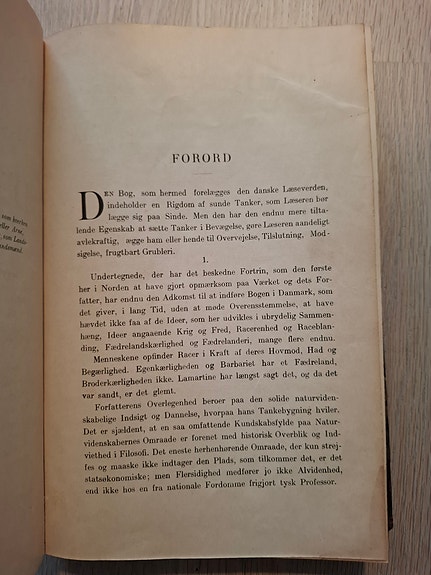 som hverken
eller Arne,
som Lands-
FORORD
DEN Bog, som hermed forelægges den danske Læseverden,
indeholder en Rigdom af sunde Tanker, som Læseren bør
lægge sig paa Sinde. Men den har den endnu mere tilta-
lende Egenskab at sætte Tanker i Bevægelse, gøre Læseren aandeligt
avlekraftig, ægge ham eller hende til Overvejelse, Tilslutning, Mod-
sigelse, frugtbart Grubleri.
1.
Undertegnede, der har det beskedne Fortrin, som den første
her i Norden at have gjort opmærksom paa Værket og dets For-
fatter, har endnu den Adkomst til at indføre Bogen i Danmark, som
det giver, i lang Tid, uden at møde Overensstemmelse, at have
hævdet ikke faa af de Ideer, som her udvikles i ubrydelig Sammen-
hæng, Ideer angaaende Krig og Fred, Racerenhed og Raceblan-
ding, Fædrelandskærlighed og Fædrelanderi, mange flere endnu.
Menneskene opfinder Racer i Kraft af deres Hovmod, Had og
Begærlighed. Egenkærligheden og Barbariet har et Fædreland,
Broderkærligheden ikke. Lamartine har længst sagt det, og da det
var sandt, er det glemt.
Forfatterens Overlegenhed beroer paa den solide naturviden-
skabelige Indsigt og Dannelse, hvorpaa hans Tankebygning hviler.
Det er sjældent, at en saa omfattende Kundskabsfylde paa Natur-
videnskabernes Omraade er forenet med historisk Overblik og Ind-
viethed i Filosofi. Det eneste herhenhørende Omraade, der kun strej-
fes og maaske ikke indtager den Plads, som tilkommer det, er det
statsøkonomiske; men Flersidighed medfører jo ikke Alvidenhed,
end ikke hos en fra nationale Fordomme frigjort tysk Professor.